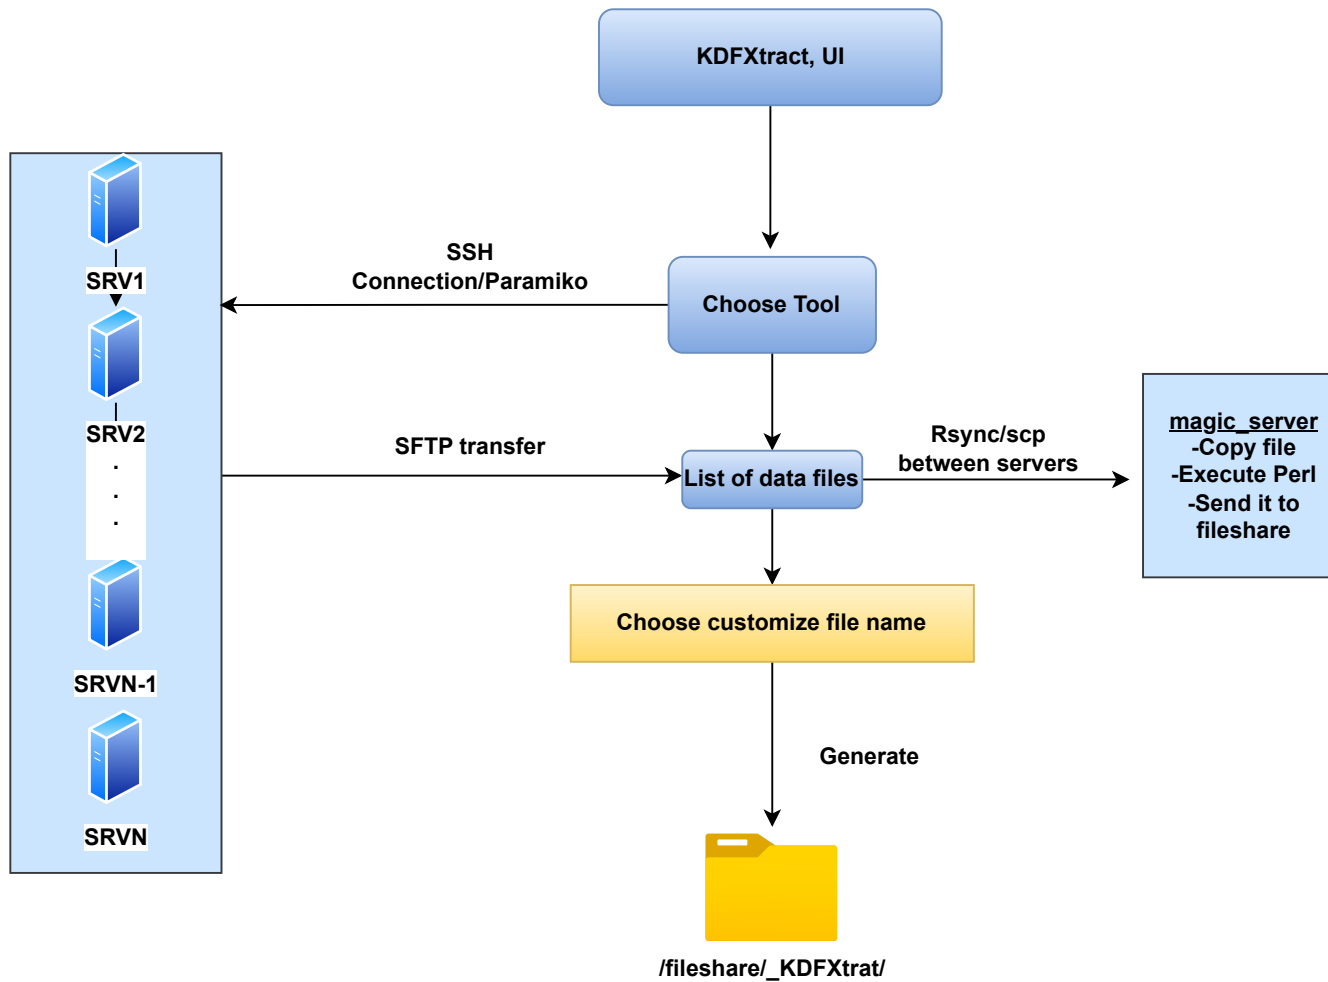 KDFXtract, UI
SSH
Connection/Paramiko
Choose Tool
SRV1
SRV2
.
.
.
SRVN-1
SRVN
SFTP transfer
List of data files
Rsync/scp
between servers
magic_server
-Copy file
-Execute Perl
-Send it to
fileshare
Choose customize file name
Generate
/fileshare/_KDFXtrat/